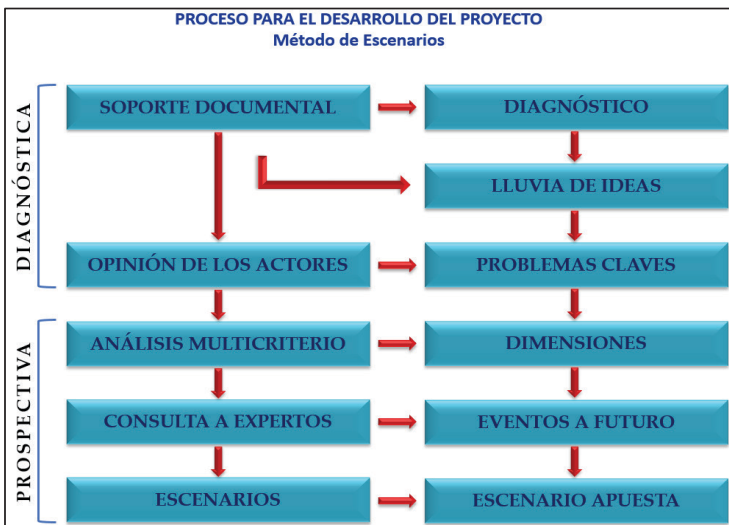 PROCESO PARA EL DESARROLLO DEL PROYECTO
Método de Escenarios
DIAGNÓSTICA
SOPORTE DOCUMENTAL
DIAGNÓSTICO
LLUVIA DE IDEAS
OPINIÓN DE LOS ACTORES
PROBLEMAS CLAVES
PROSPECTIVA
ANÁLISIS MULTICRITERIO
DIMENSIONES
CONSULTA A EXPERTOS
EVENTOS A FUTURO
ESCENARIOS
ESCENARIO APUESTA